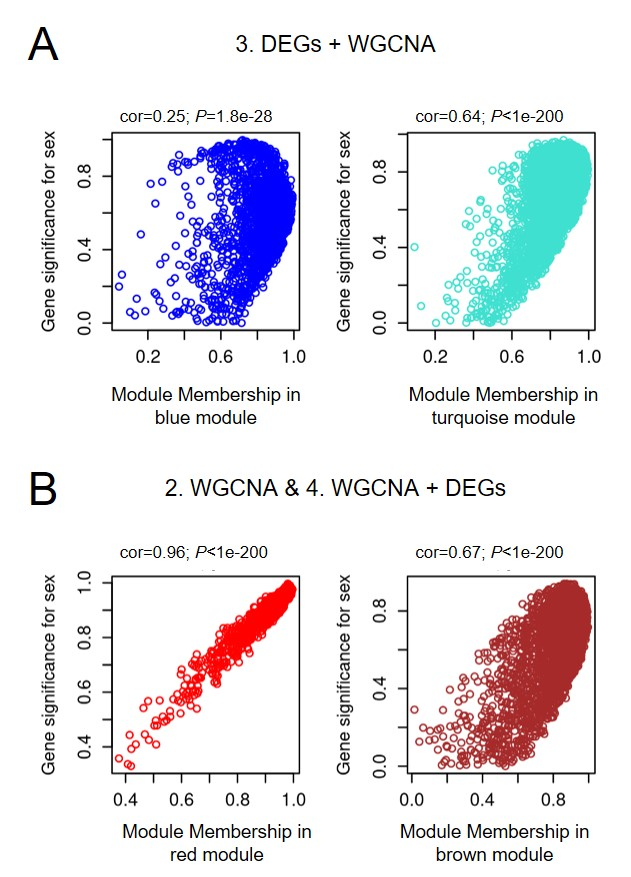 A
3. DEGs + WGCNA
cor=0.25; P=1.8e-28
cor=0.64; P<1e-200
Gene significance for sex
0.0 0.4 0.8
0.2 0.6 1.0
Module Membership in
blue module
Gene significance for sex
0.0 0.4 0.8
0.2 0.6 1.0
Module Membership in
turquoise module
B
2. WGCNA & 4. WGCNA + DEGs
cor=0.96; P<1e-200
cor=0.67; P<1e-200
Gene significance for sex
0.4 0.6 0.8 1.0
0.4 0.6 0.8 1.0
Module Membership in
red module
Gene significance for sex
0.0 0.4 0.8
0.0 0.4 0.8
Module Membership in
brown module